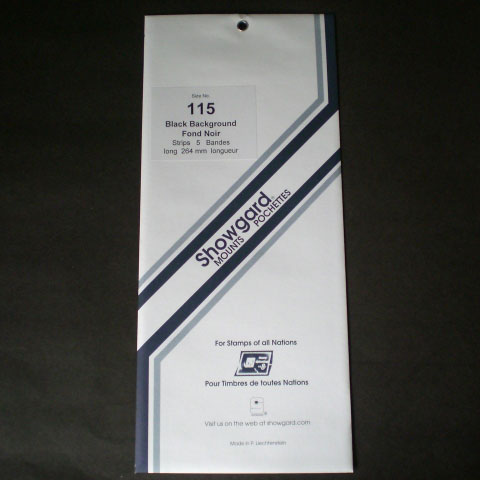 Size No.
115
Black Background
Fond Noir
Strips 5 Bandes
long 264 mm longueur
Showgard
MOUNTS POCHETTES
For Stamps of all Nations
Pour Timbres de toutes Nations
Visit us on the web at showgard.com
Made in F. Liechtenstein